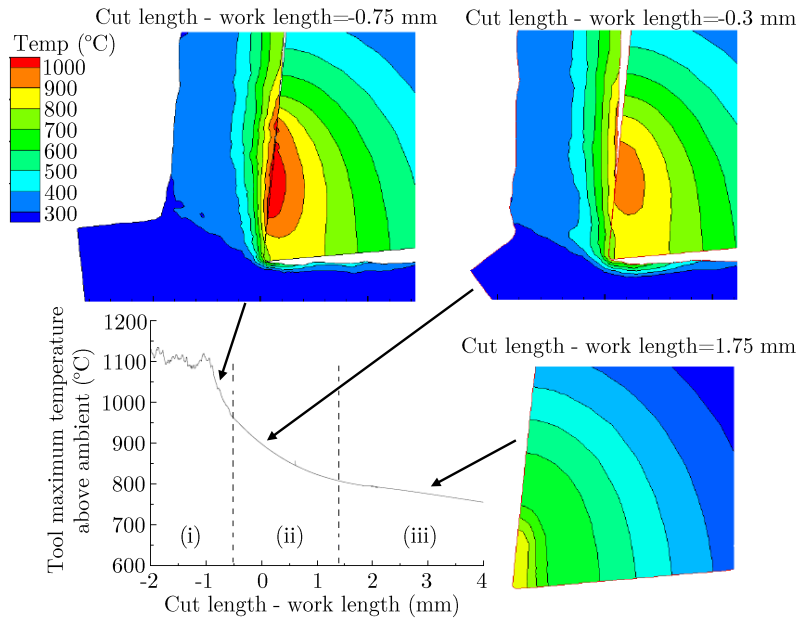 Cut length - work length=-0.75 mm
Cut length - work length=-0.3 mm
Temp (°C)
1000
900
800
700
600
500
400
300
Cut length - work length=1.75 mm
Tool maximum temperature
above ambient (°C)
1200
1100
1000
900
800
700
600
(i)
(ii)
(iii)
-2 -1 0 1 2 3 4
Cut length - work length (mm)